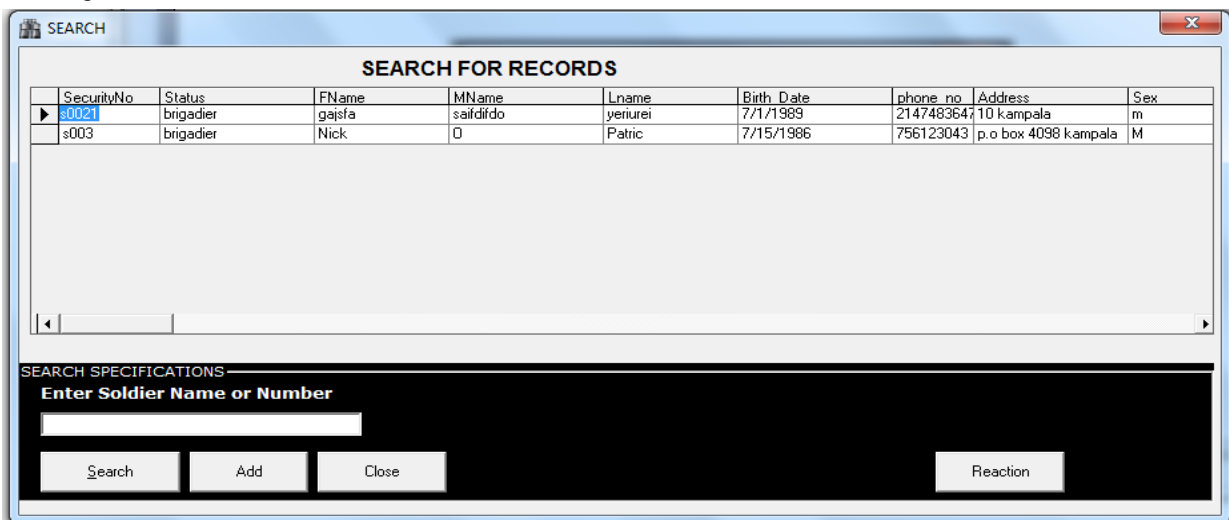 SEARCH
SEARCH FOR RECORDS
SecurityNo Status FName MName Lname Birth_Date phone_no Address Sex
s0021 brigadier gajsfa saifdifdo yeriurei 7/1/1989 2147483647 10 kampala m
s003 brigadier Nick O Patric 7/15/1986 756123043 p.o box 4098 kampala M
SEARCH SPECIFICATIONS
Enter Soldier Name or Number
Search Add Close Reaction